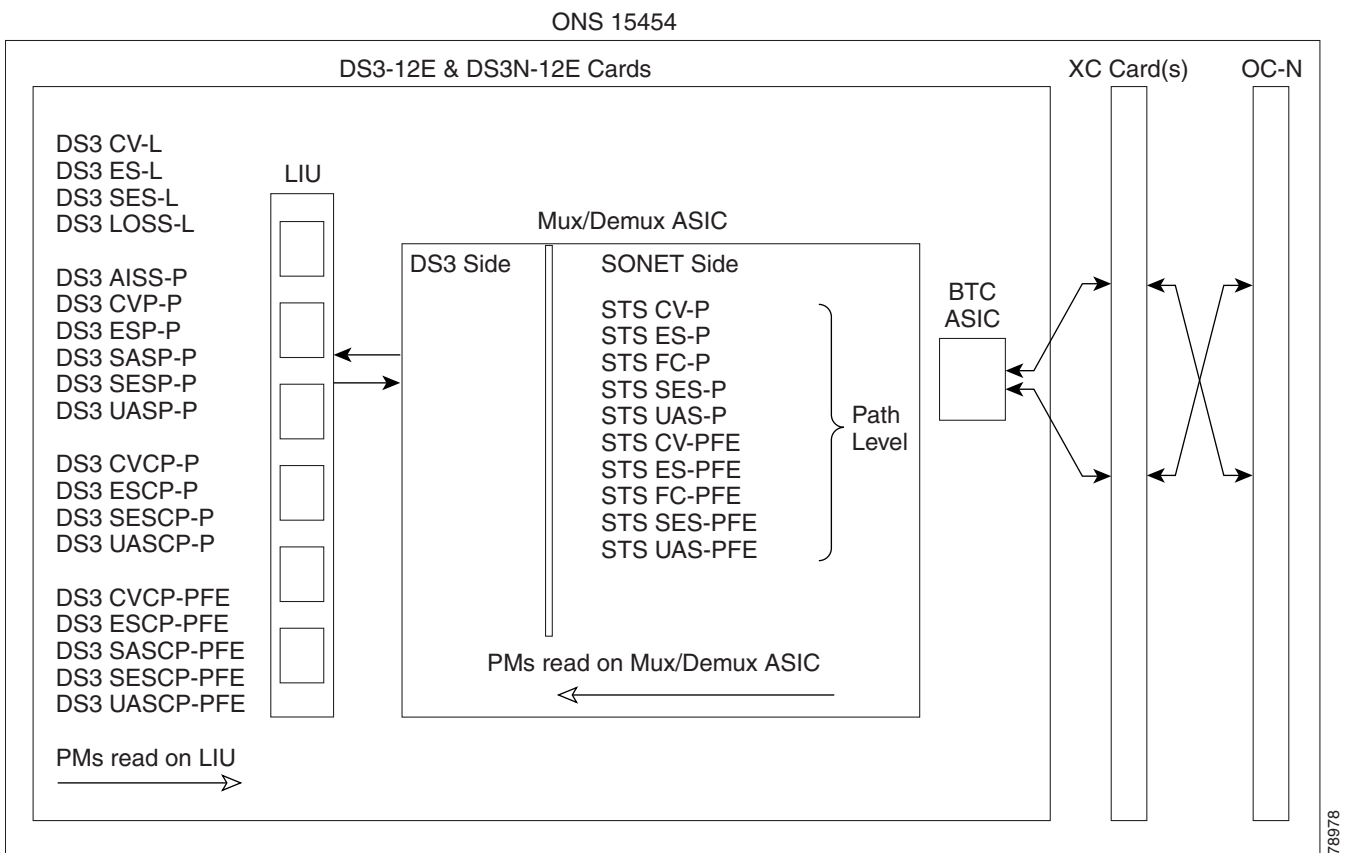 ONS 15454
DS3-12E & DS3N-12E Cards
XC Card(s)
OC-N
DS3 CV-L
DS3 ES-L
DS3 SES-L
DS3 LOSS-L
DS3 AISS-P
DS3 CVP-P
DS3 ESP-P
DS3 SASP-P
DS3 SESP-P
DS3 UASP-P
DS3 CVCP-P
DS3 ESCP-P
DS3 SESCP-P
DS3 UASCP-P
DS3 CVCP-PFE
DS3 ESCP-PFE
DS3 SASCP-PFE
DS3 SESCP-PFE
DS3 UASCP-PFE
PMs read on LIU
LIU
Mux/Demux ASIC
DS3 Side
SONET Side
STS CV-P
STS ES-P
STS FC-P
STS SES-P
STS UAS-P
STS CV-PFE
STS ES-PFE
STS FC-PFE
STS SES-PFE
STS UAS-PFE
Path
Level
PMs read on Mux/Demux ASIC
BTC
ASIC
78978